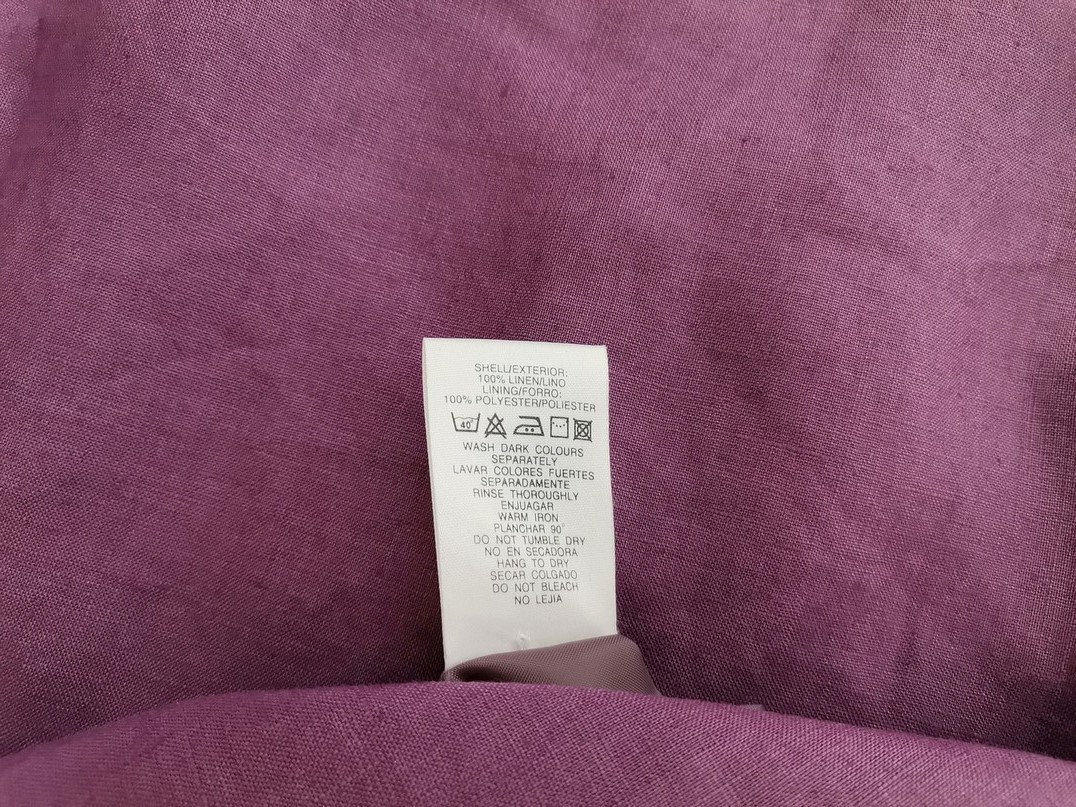 SHELL/EXTERIOR:
100% LINEN/LINO
LINING/FORRO:
100% POLYESTER/POLIESTER
40°
WASH DARK COLOURS
SEPARATELY
LAVAR COLORES FUERTES
SEPARADAMENTE
RINSE THOROUGHLY
ENJUAGAR
WARM IRON
PLANCHAR 90°
DO NOT TUMBLE DRY
NO EN SECADORA
HANG TO DRY
SECAR COLGADO
DO NOT BLEACH
NO LEJIA